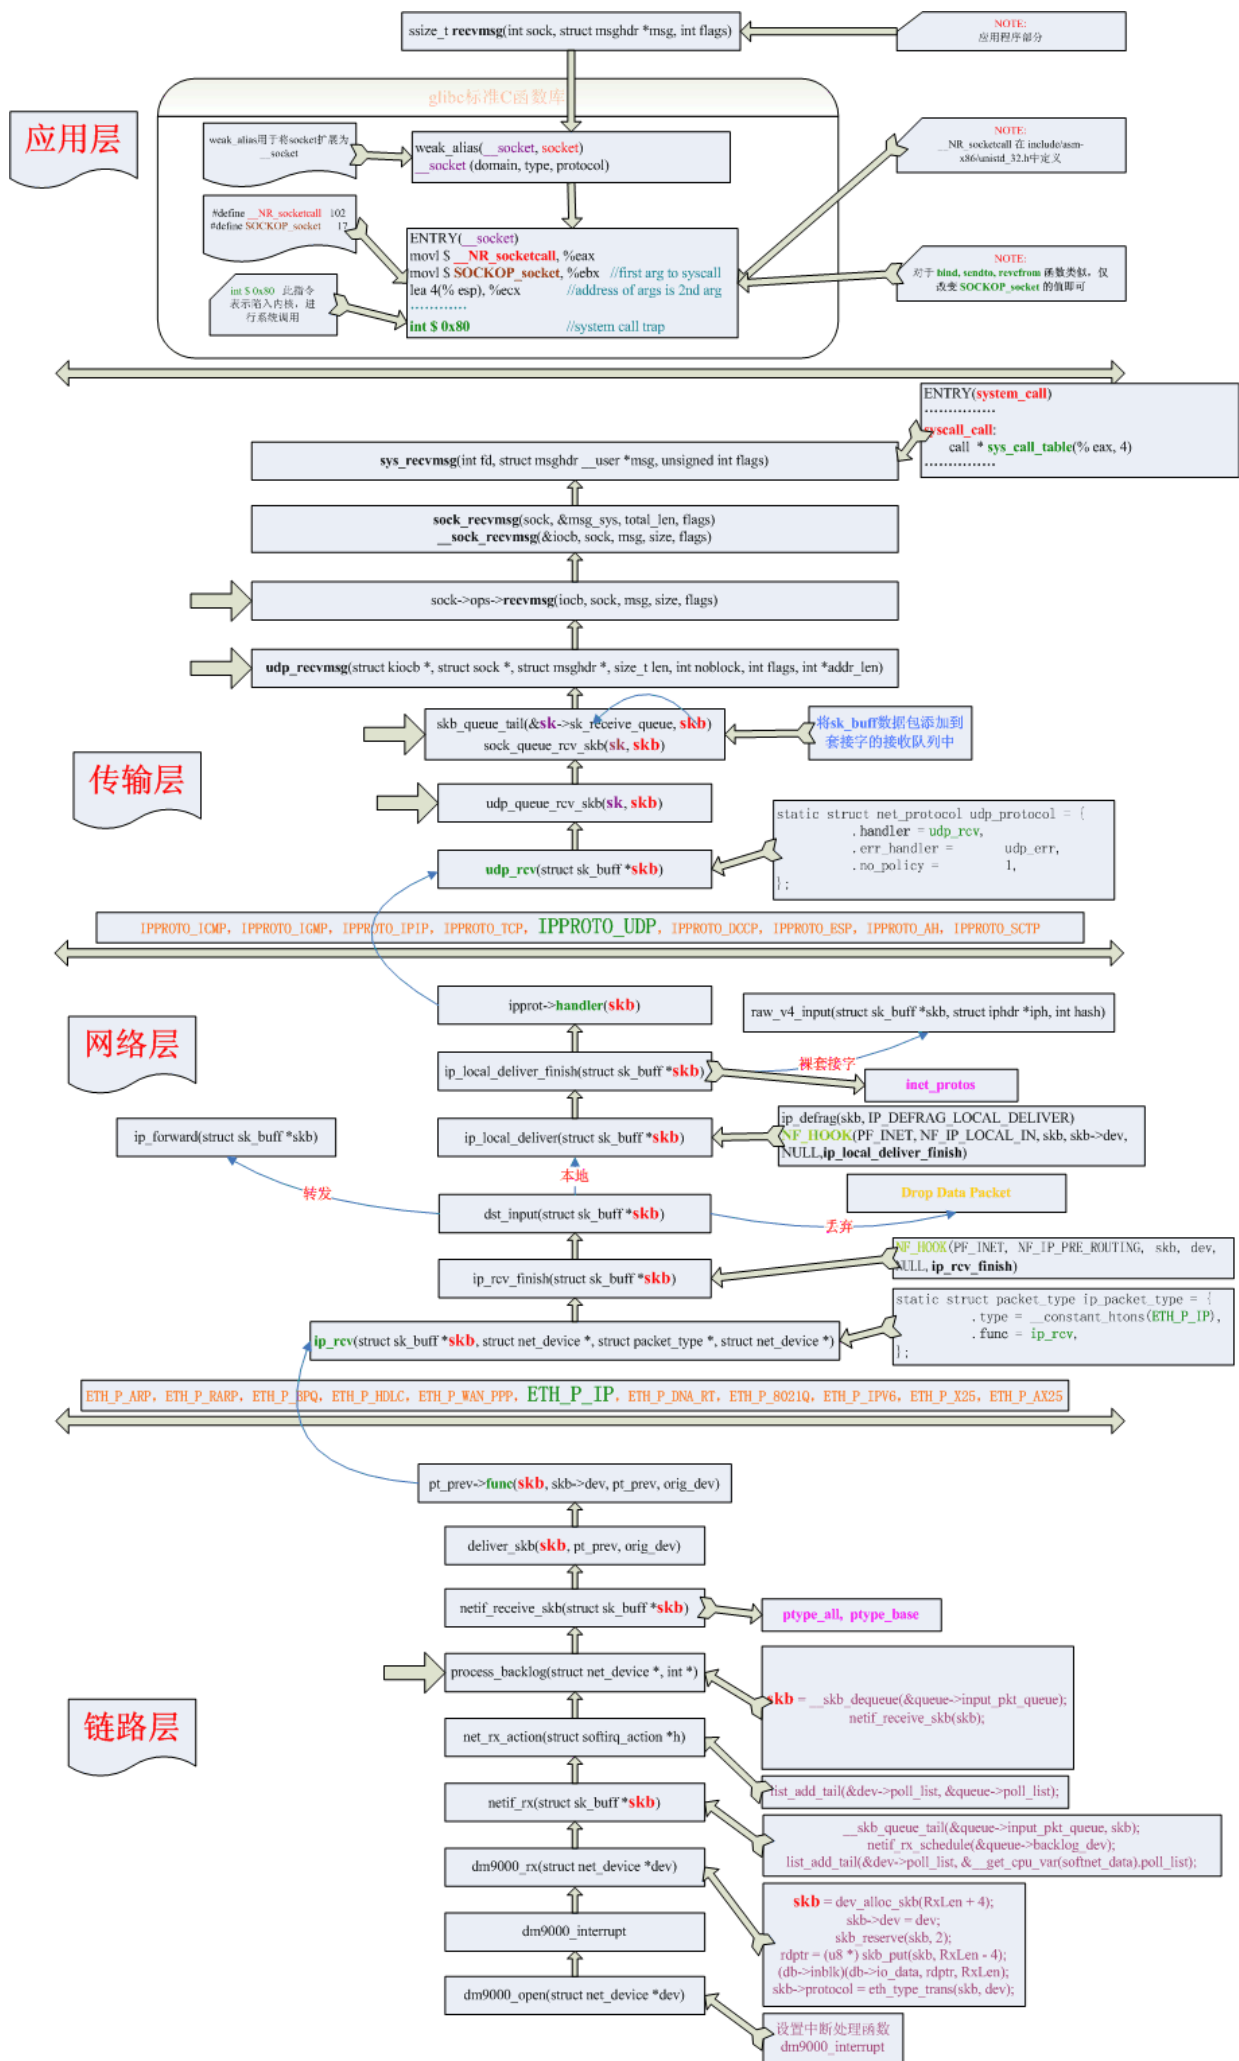 ssize_t recvmsg(int sock, struct msghdr *msg, int flags)
NOTE:
应用程序部分
glibc标准C函数库
应用层
weak_alias用于将socket扩展为
__socket
weak_alias(__socket, socket)
__socket (domain, type, protocol)
NOTE:
__NR_socketcall 在 include/asm-
x86/unistd_32.h中定义
#define __NR_socketcall 102
#define SOCKOP_socket 17
ENTRY(__socket)
movl $ __NR_socketcall, %eax
movl $ SOCKOP_socket, %ebx //first arg to syscall
lea 4(% esp), %ecx //address of args is 2nd arg
…………
int $ 0x80 //system call trap
NOTE:
对于 bind, sendto, revcfrom 函数类似，仅
改变 SOCKOP_socket 的值即可
int $ 0x80 此指令
表示陷入内核，进
行系统调用
ENTRY(system_call)
……………
syscall_call:
call * sys_call_table(% eax, 4)
……………
sys_recvmsg(int fd, struct msghdr __user *msg, unsigned int flags)
sock_recvmsg(sock, &msg_sys, total_len, flags)
__sock_recvmsg(&iocb, sock, msg, size, flags)
sock->ops->recvmsg(iocb, sock, msg, size, flags)
udp_recvmsg(struct kiocb *, struct sock *, struct msghdr *, size_t len, int noblock, int flags, int *addr_len)
skb_queue_tail(&sk->sk_receive_queue, skb)
sock_queue_rcv_skb(sk, skb)
将sk_buff数据包添加到
套接字的接收队列中
传输层
udp_queue_rcv_skb(sk, skb)
static struct net_protocol udp_protocol = {
.handler = udp_rcv,
.err_handler = udp_err,
.no_policy = 1,
};
udp_rcv(struct sk_buff *skb)
IPPROTO_ICMP, IPPROTO_IGMP, IPPROTO_IPIP, IPPROTO_TCP, IPPROTO_UDP, IPPROTO_DCCP, IPPROTO_ESP, IPPROTO_AH, IPPROTO_SCTP
网络层
ipprot->handler(skb)
raw_v4_input(struct sk_buff *skb, struct iphdr *iph, int hash)
ip_local_deliver_finish(struct sk_buff *skb)
裸套接字
inet_protos
ip_forward(struct sk_buff *skb)
ip_local_deliver(struct sk_buff *skb)
ip_defrag(skb, IP_DEFRAG_LOCAL_DELIVER)
NF_HOOK(PF_INET, NF_IP_LOCAL_IN, skb, skb->dev,
NULL,ip_local_deliver_finish)
转发
本地
Drop Data Packet
dst_input(struct sk_buff *skb)
丢弃
NF_HOOK(PF_INET, NF_IP_PRE_ROUTING, skb, dev,
NULL, ip_rcv_finish)
ip_rcv_finish(struct sk_buff *skb)
static struct packet_type ip_packet_type = {
.type = __constant_htons(ETH_P_IP),
.func = ip_rcv,
};
ip_rcv(struct sk_buff *skb, struct net_device *, struct packet_type *, struct net_device *)
ETH_P_ARP, ETH_P_RARP, ETH_P_BPQ, ETH_P_HDLC, ETH_P_WAN_PPP, ETH_P_IP, ETH_P_DNA_RT, ETH_P_8021Q, ETH_P_IPV6, ETH_P_X25, ETH_P_AX25
pt_prev->func(skb, skb->dev, pt_prev, orig_dev)
deliver_skb(skb, pt_prev, orig_dev)
netif_receive_skb(struct sk_buff *skb)
ptype_all, ptype_base
process_backlog(struct net_device *, int *)
skb = __skb_dequeue(&queue->input_pkt_queue);
netif_receive_skb(skb);
链路层
net_rx_action(struct softirq_action *h)
list_add_tail(&dev->poll_list, &queue->poll_list);
netif_rx(struct sk_buff *skb)
__skb_queue_tail(&queue->input_pkt_queue, skb);
netif_rx_schedule(&queue->backlog_dev);
list_add_tail(&dev->poll_list, &__get_cpu_var(softnet_data).poll_list);
dm9000_rx(struct net_device *dev)
skb = dev_alloc_skb(RxLen + 4);
skb->dev = dev;
skb_reserve(skb, 2);
rdptr = (u8 *) skb_put(skb, RxLen - 4);
(db->inblk)(db->io_data, rdptr, RxLen);
skb->protocol = eth_type_trans(skb, dev);
dm9000_interrupt
dm9000_open(struct net_device *dev)
设置中断处理函数
dm9000_interrupt